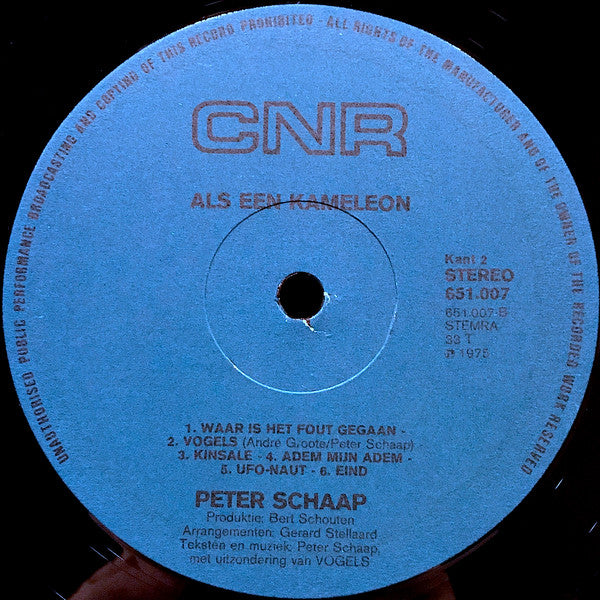 UNAUTHORISED PUBLIC PERFORMANCE BROADCASTING AND COPYING OF THIS RECORD PROHIBITED - ALL RIGHTS OF THE MANUFACTURER AND OF THE OWNER OF THE RECORDED WORK RESERVED
CNR
ALS EEN KAMELEON
Kant 2
STEREO
651.007
651.007-B
STEMRA
33 T
℗ 1975
1. WAAR IS HET FOUT GEGAAN -
2. VOGELS (André Groote/Peter Schaap) -
3. KINSALE - 4. ADEM MIJN ADEM -
5. UFO-NAUT - 6. EIND
PETER SCHAAP
Produktie: Bert Schouten
Arrangementen: Gerard Stellaard
Teksten en muziek: Peter Schaap,
met uitzondering van VOGELS